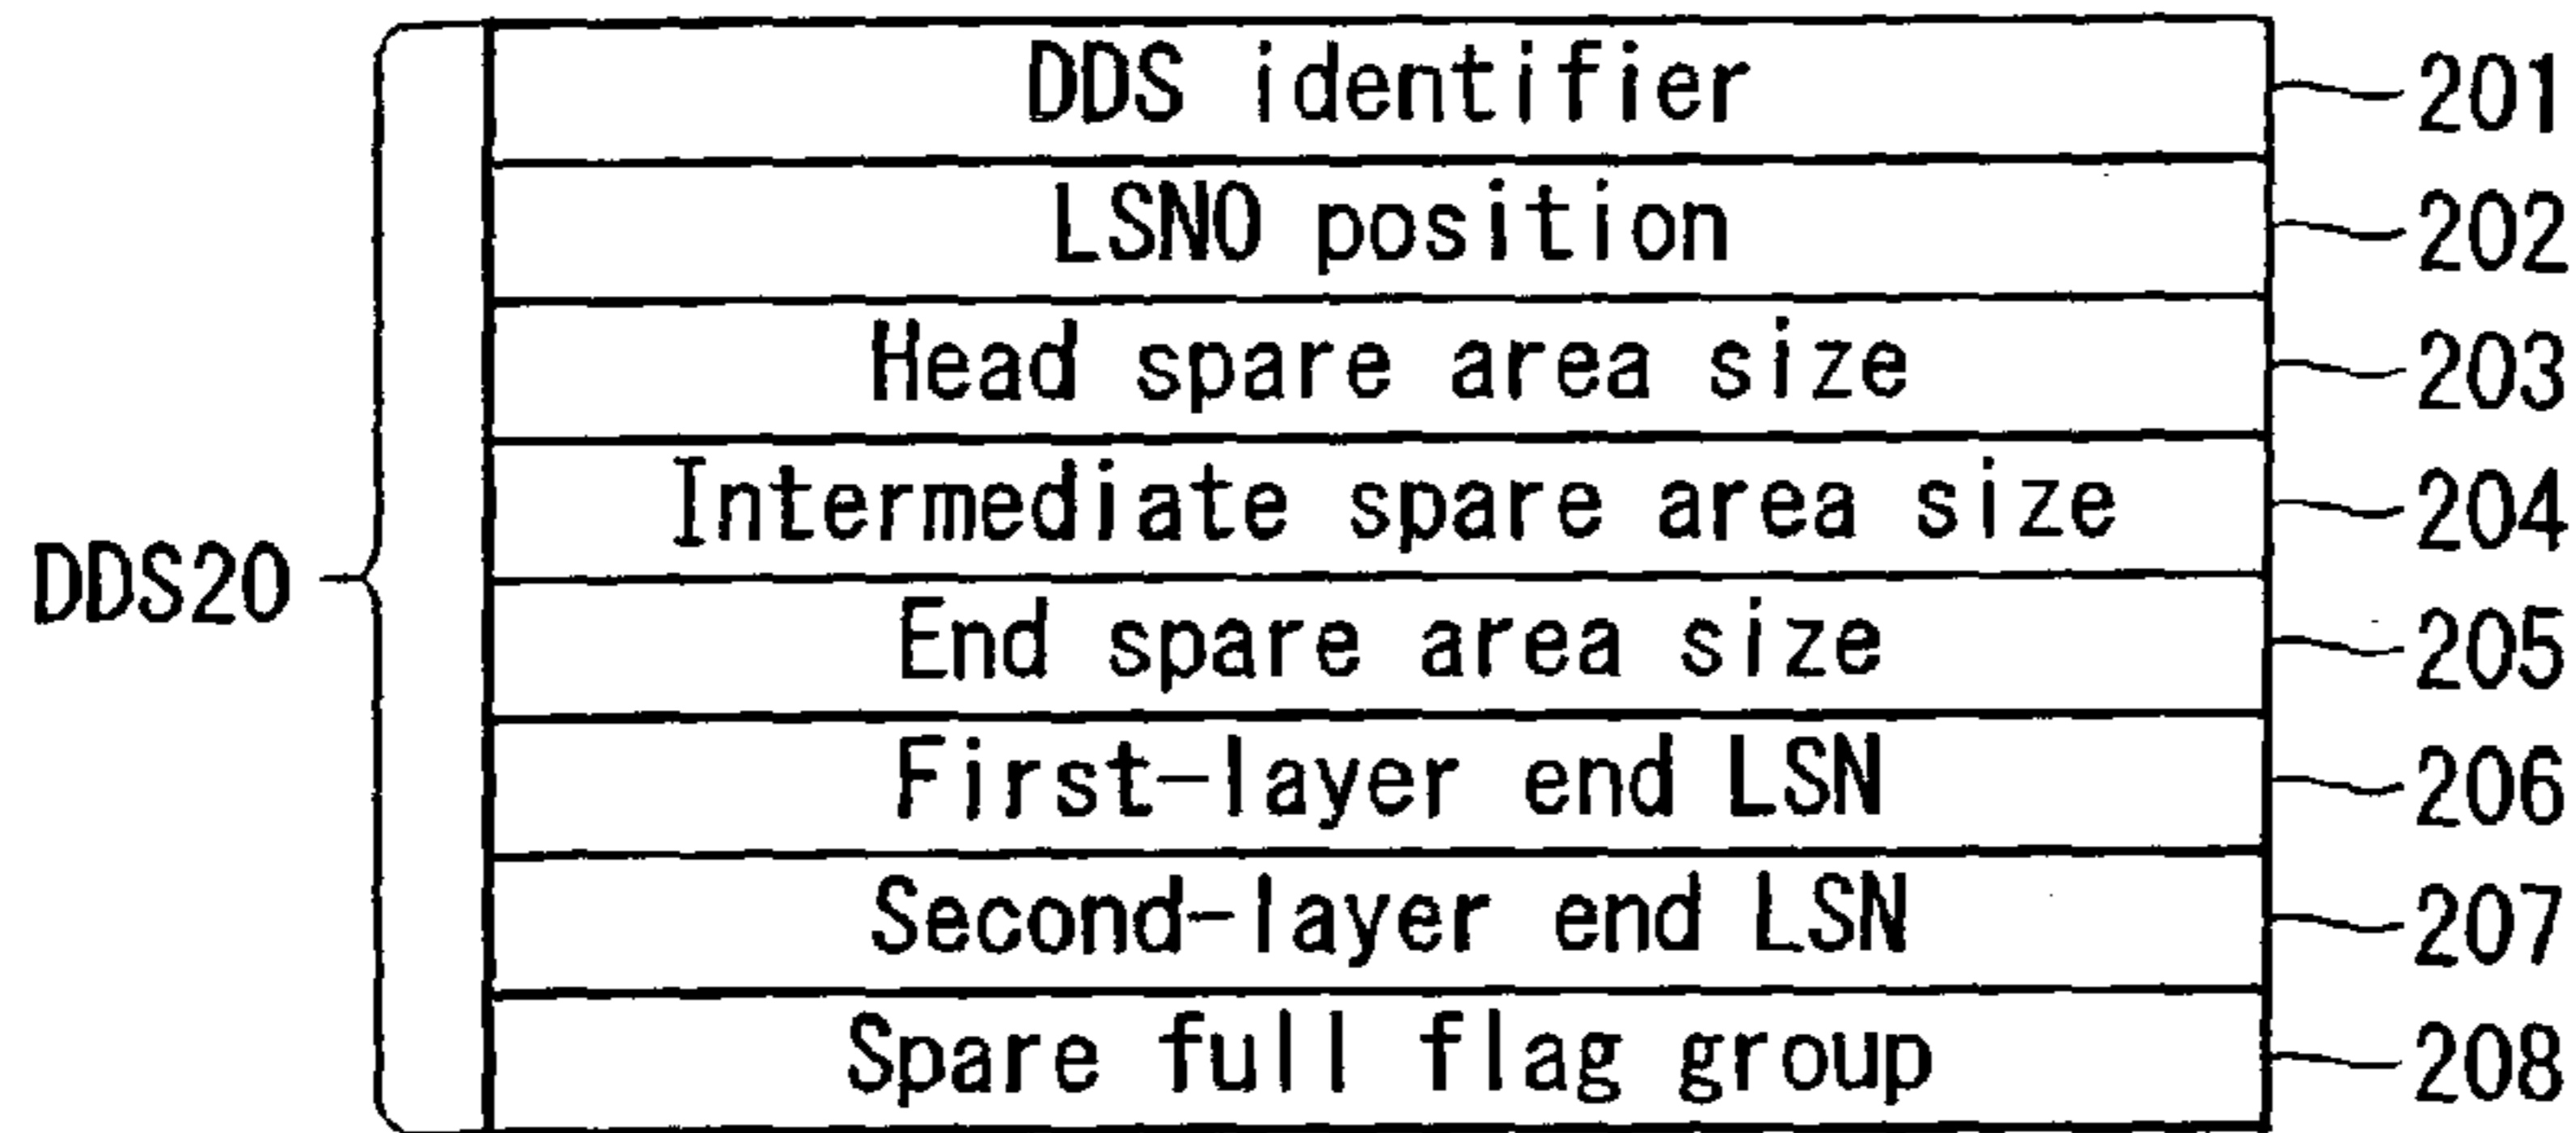 DDS identifier 201
LSN0 position 202
Head spare area size 203
Intermediate spare area size 204
DDS20
End spare area size 205
First-layer end LSN 206
Second-layer end LSN 207
Spare full flag group 208